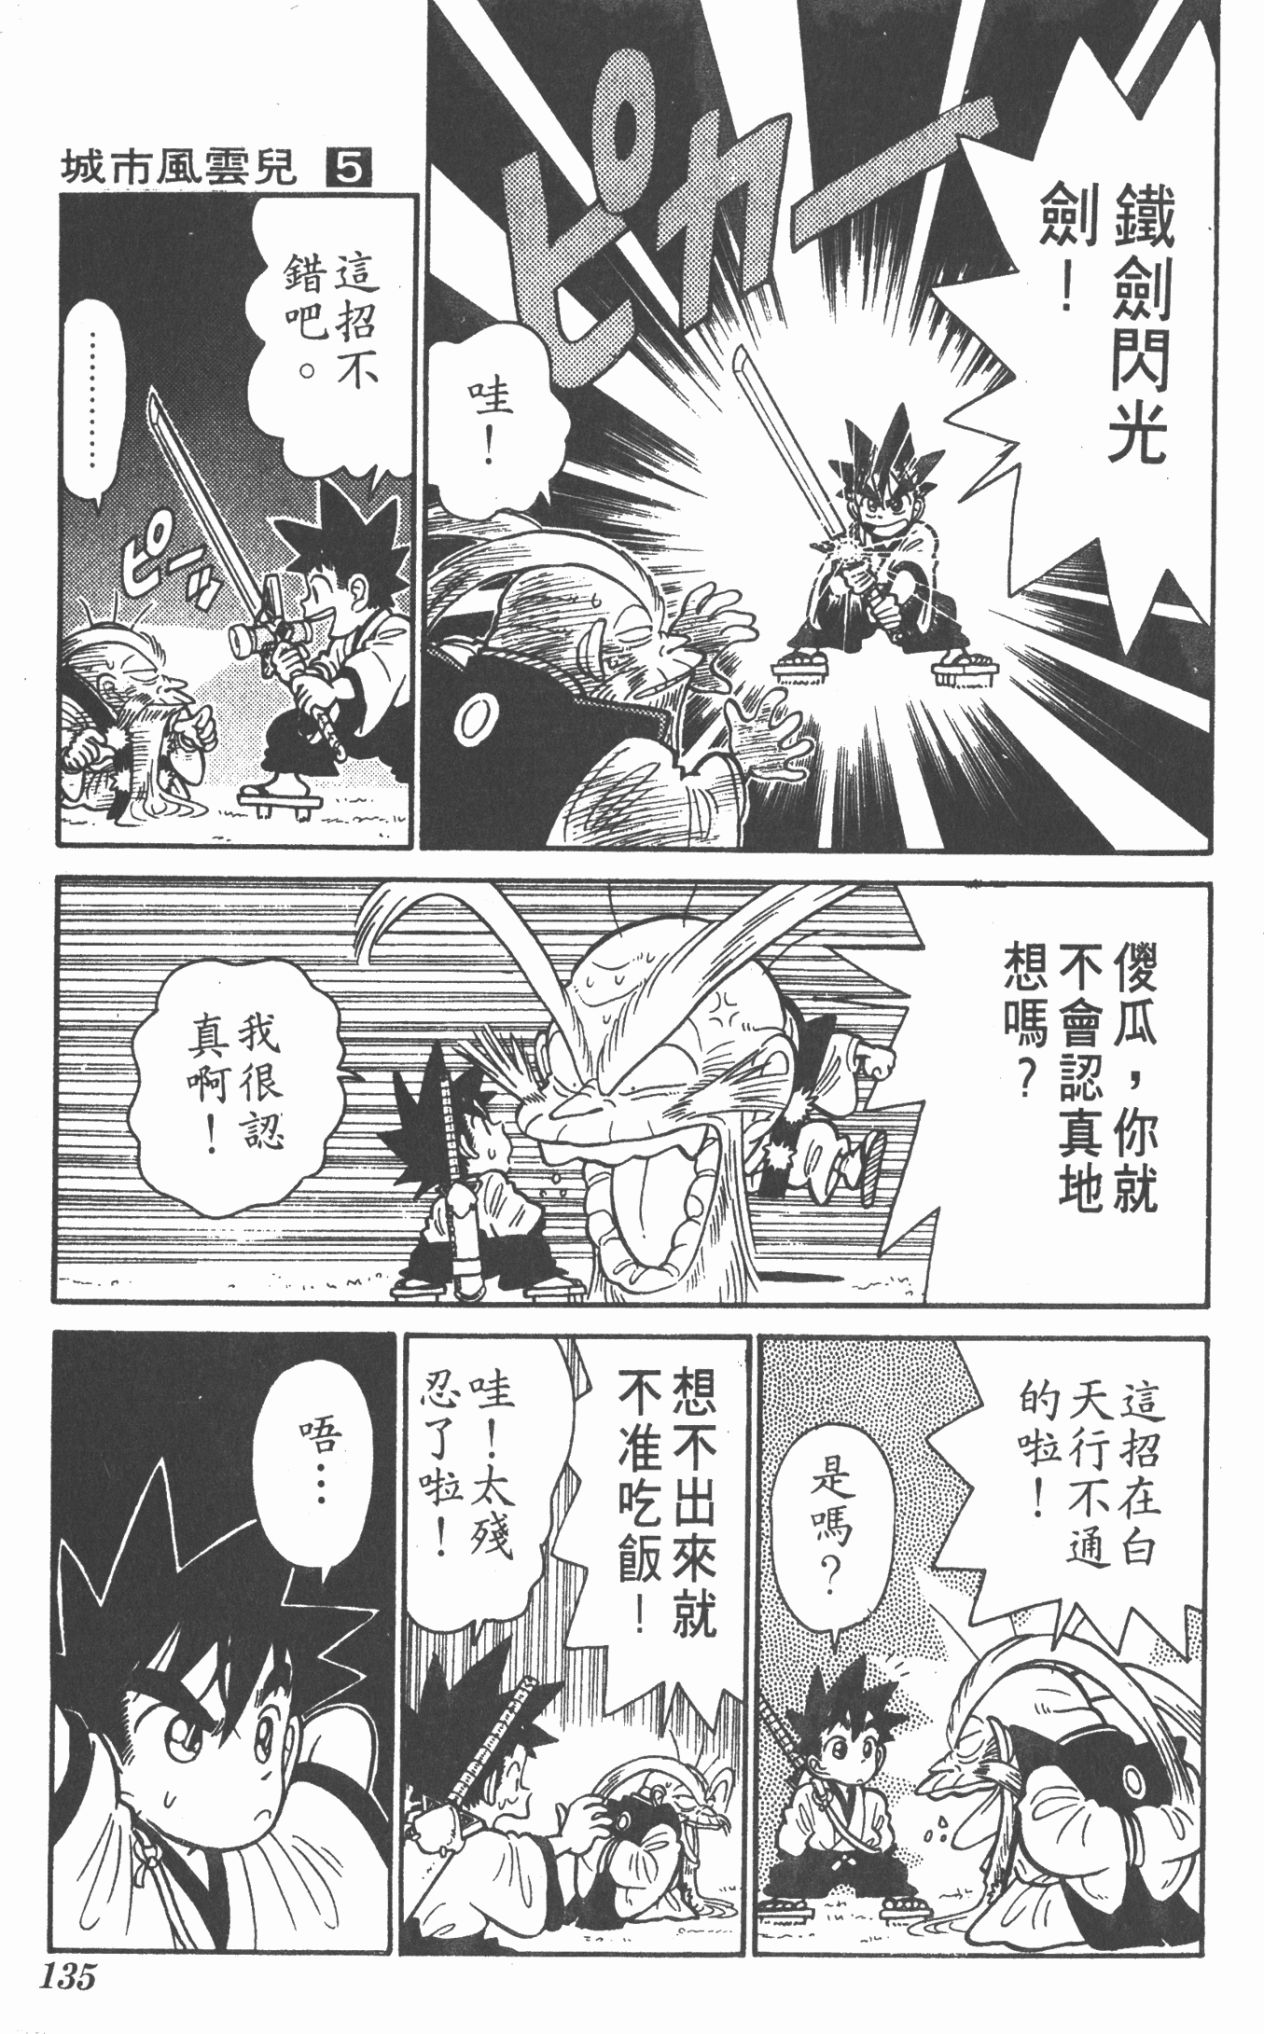 城市風雲兒 5
鐵劍閃光
劍！
ピカー
哇！
這招不
錯吧。
ピーッ
…………
傻瓜，你就
不會認真地
想嗎？
我很認
真啊！
這招在白
天行不通
的啦！
是嗎？
想不出來就
不准吃飯！
哇！太殘
忍了啦！
唔…
135